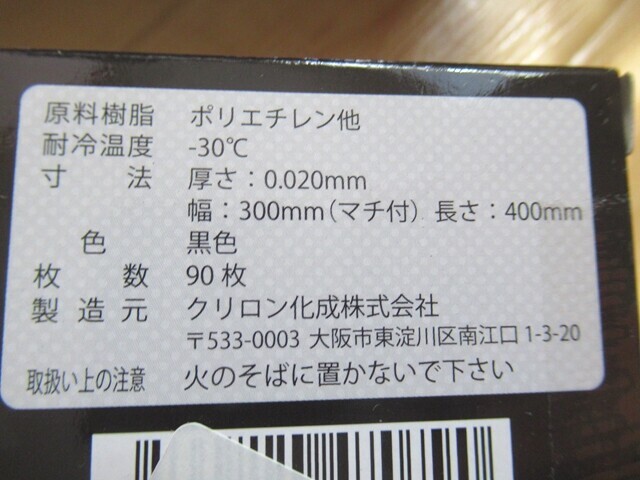 原料樹脂 ポリエチレン他
耐冷温度 -30℃
寸法 厚さ：0.020mm
幅：300mm（マチ付）長さ：400mm
色 黒色
枚数 90枚
製造元 クリロン化成株式会社
〒533-0003 大阪市東淀川区南江口1-3-20
取扱い上の注意 火のそばに置かないで下さい